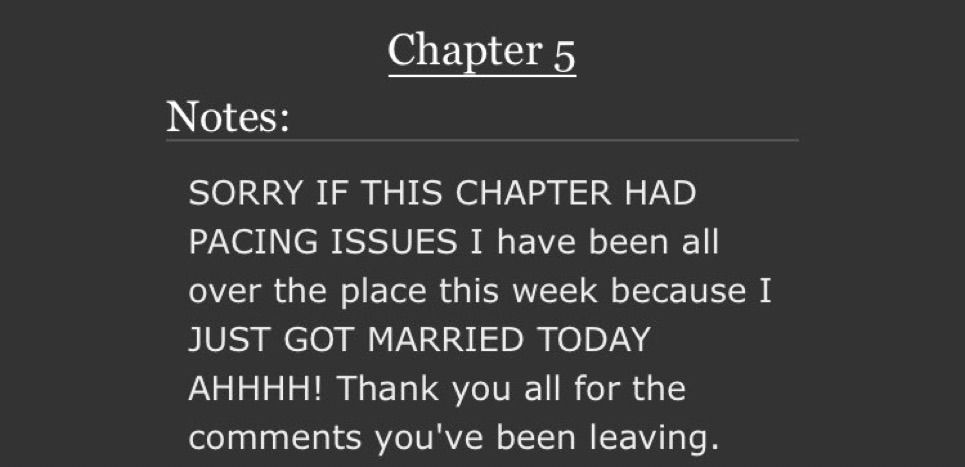 Chapter 5
Notes:
SORRY IF THIS CHAPTER HAD
PACING ISSUES I have been all
over the place this week because I
JUST GOT MARRIED TODAY
AHHHH! Thank you all for the
comments you've been leaving.